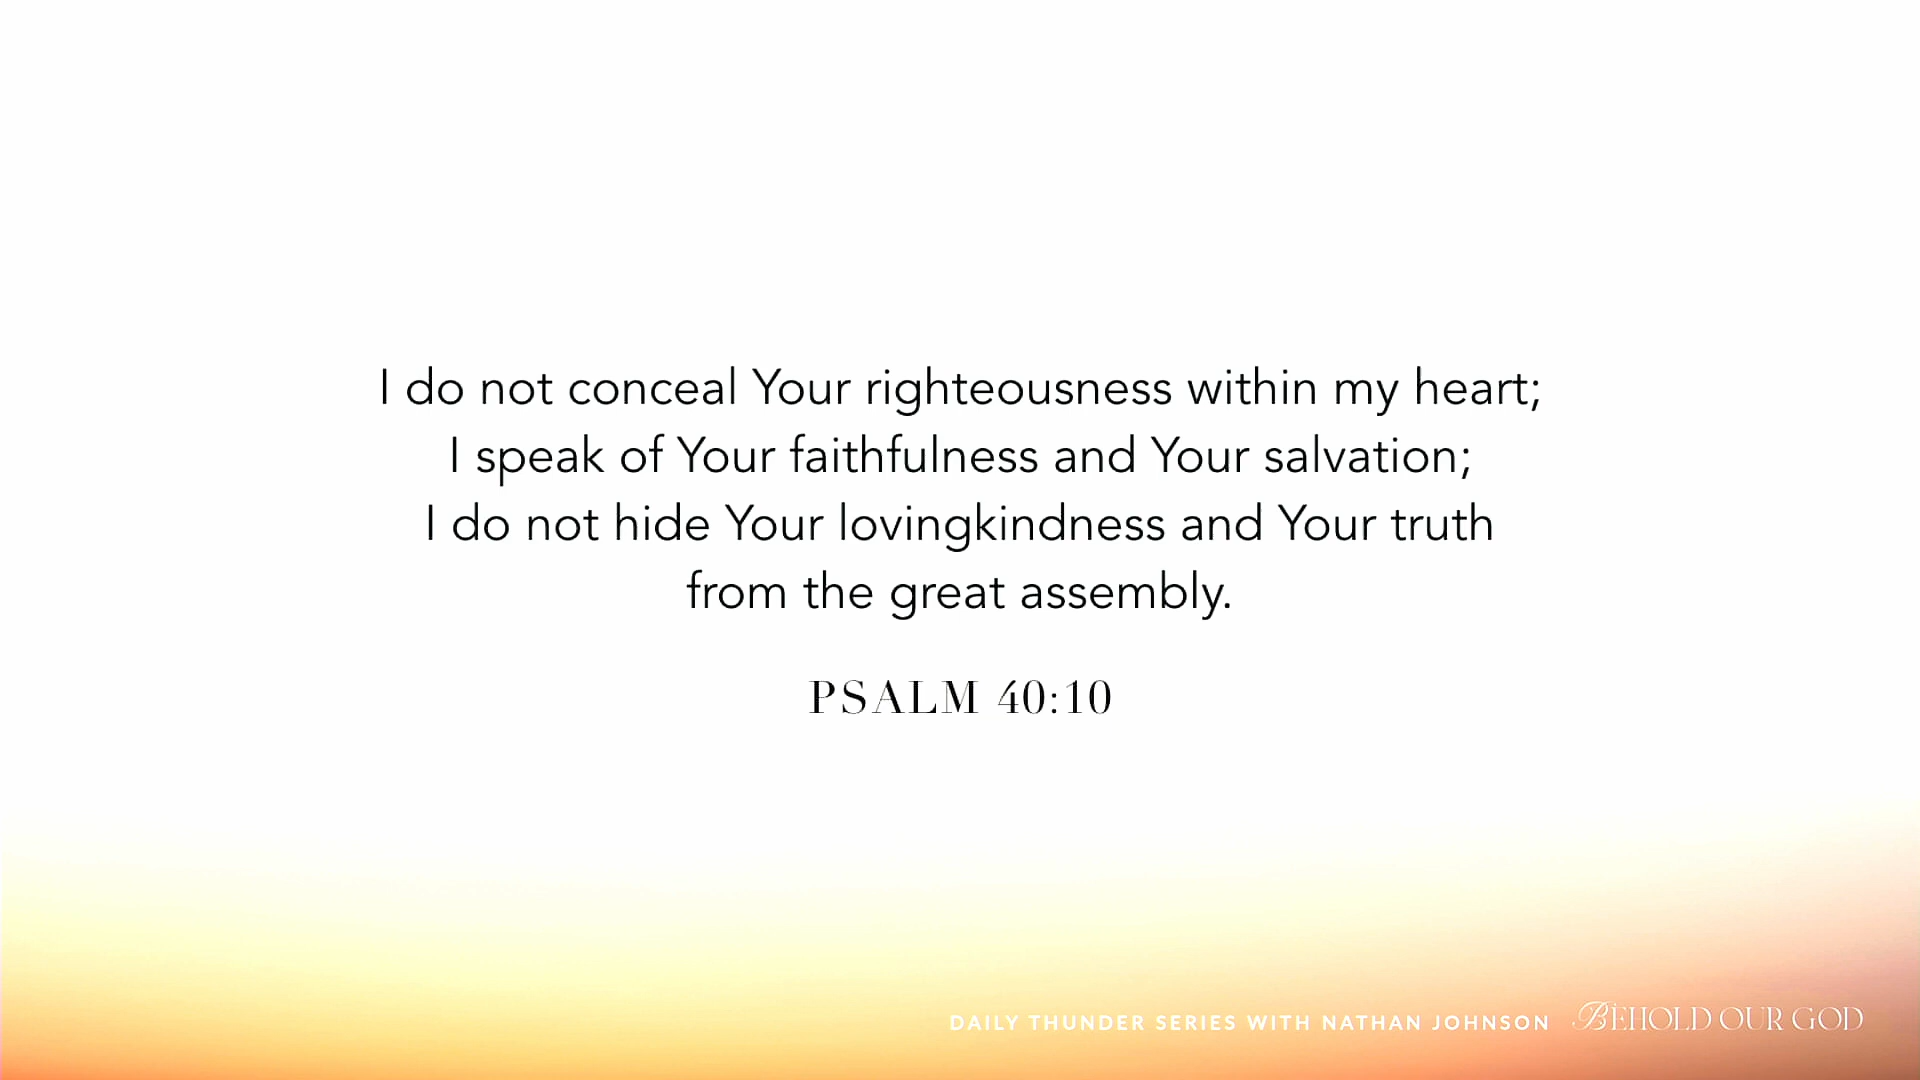 I do not conceal Your righteousness within my heart;
I speak of Your faithfulness and Your salvation;
I do not hide Your lovingkindness and Your truth
from the great assembly.
PSALM 40:10
DAILY THUNDER SERIES WITH NATHAN JOHNSON BEHOLD OUR GOD